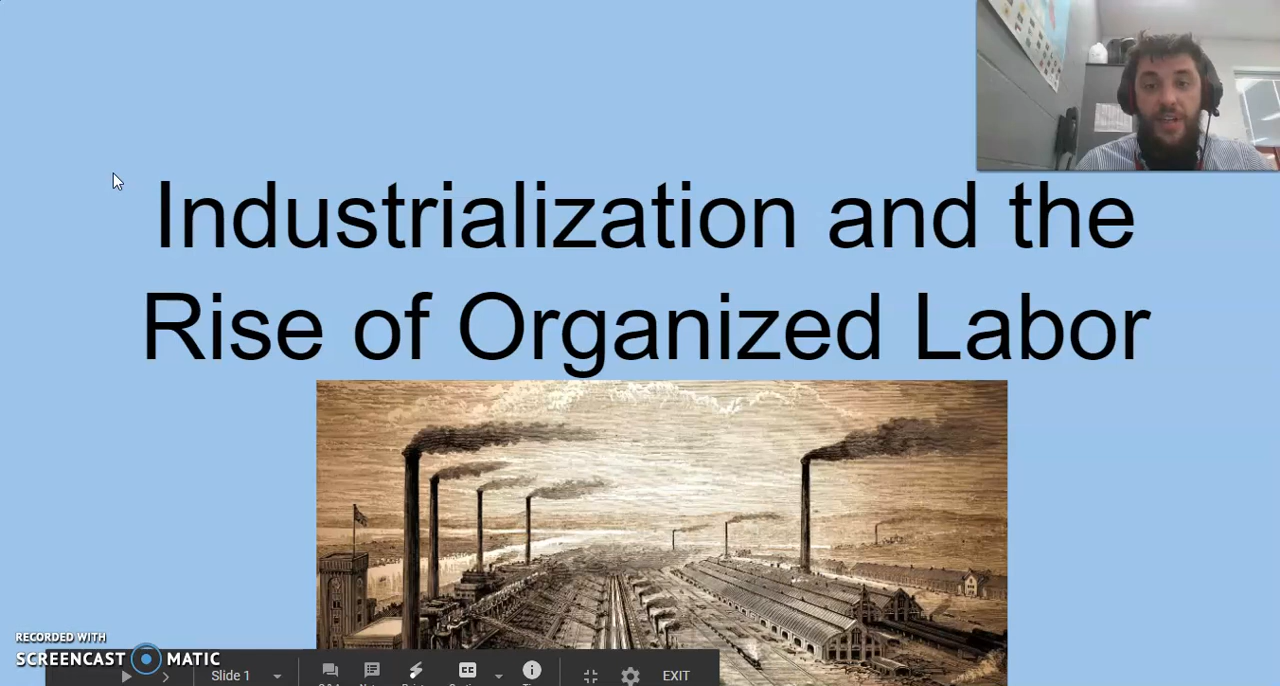 Industrialization and the
Rise of Organized Labor
RECORDED WITH
SCREENCAST MATIC
Slide 1
EXIT